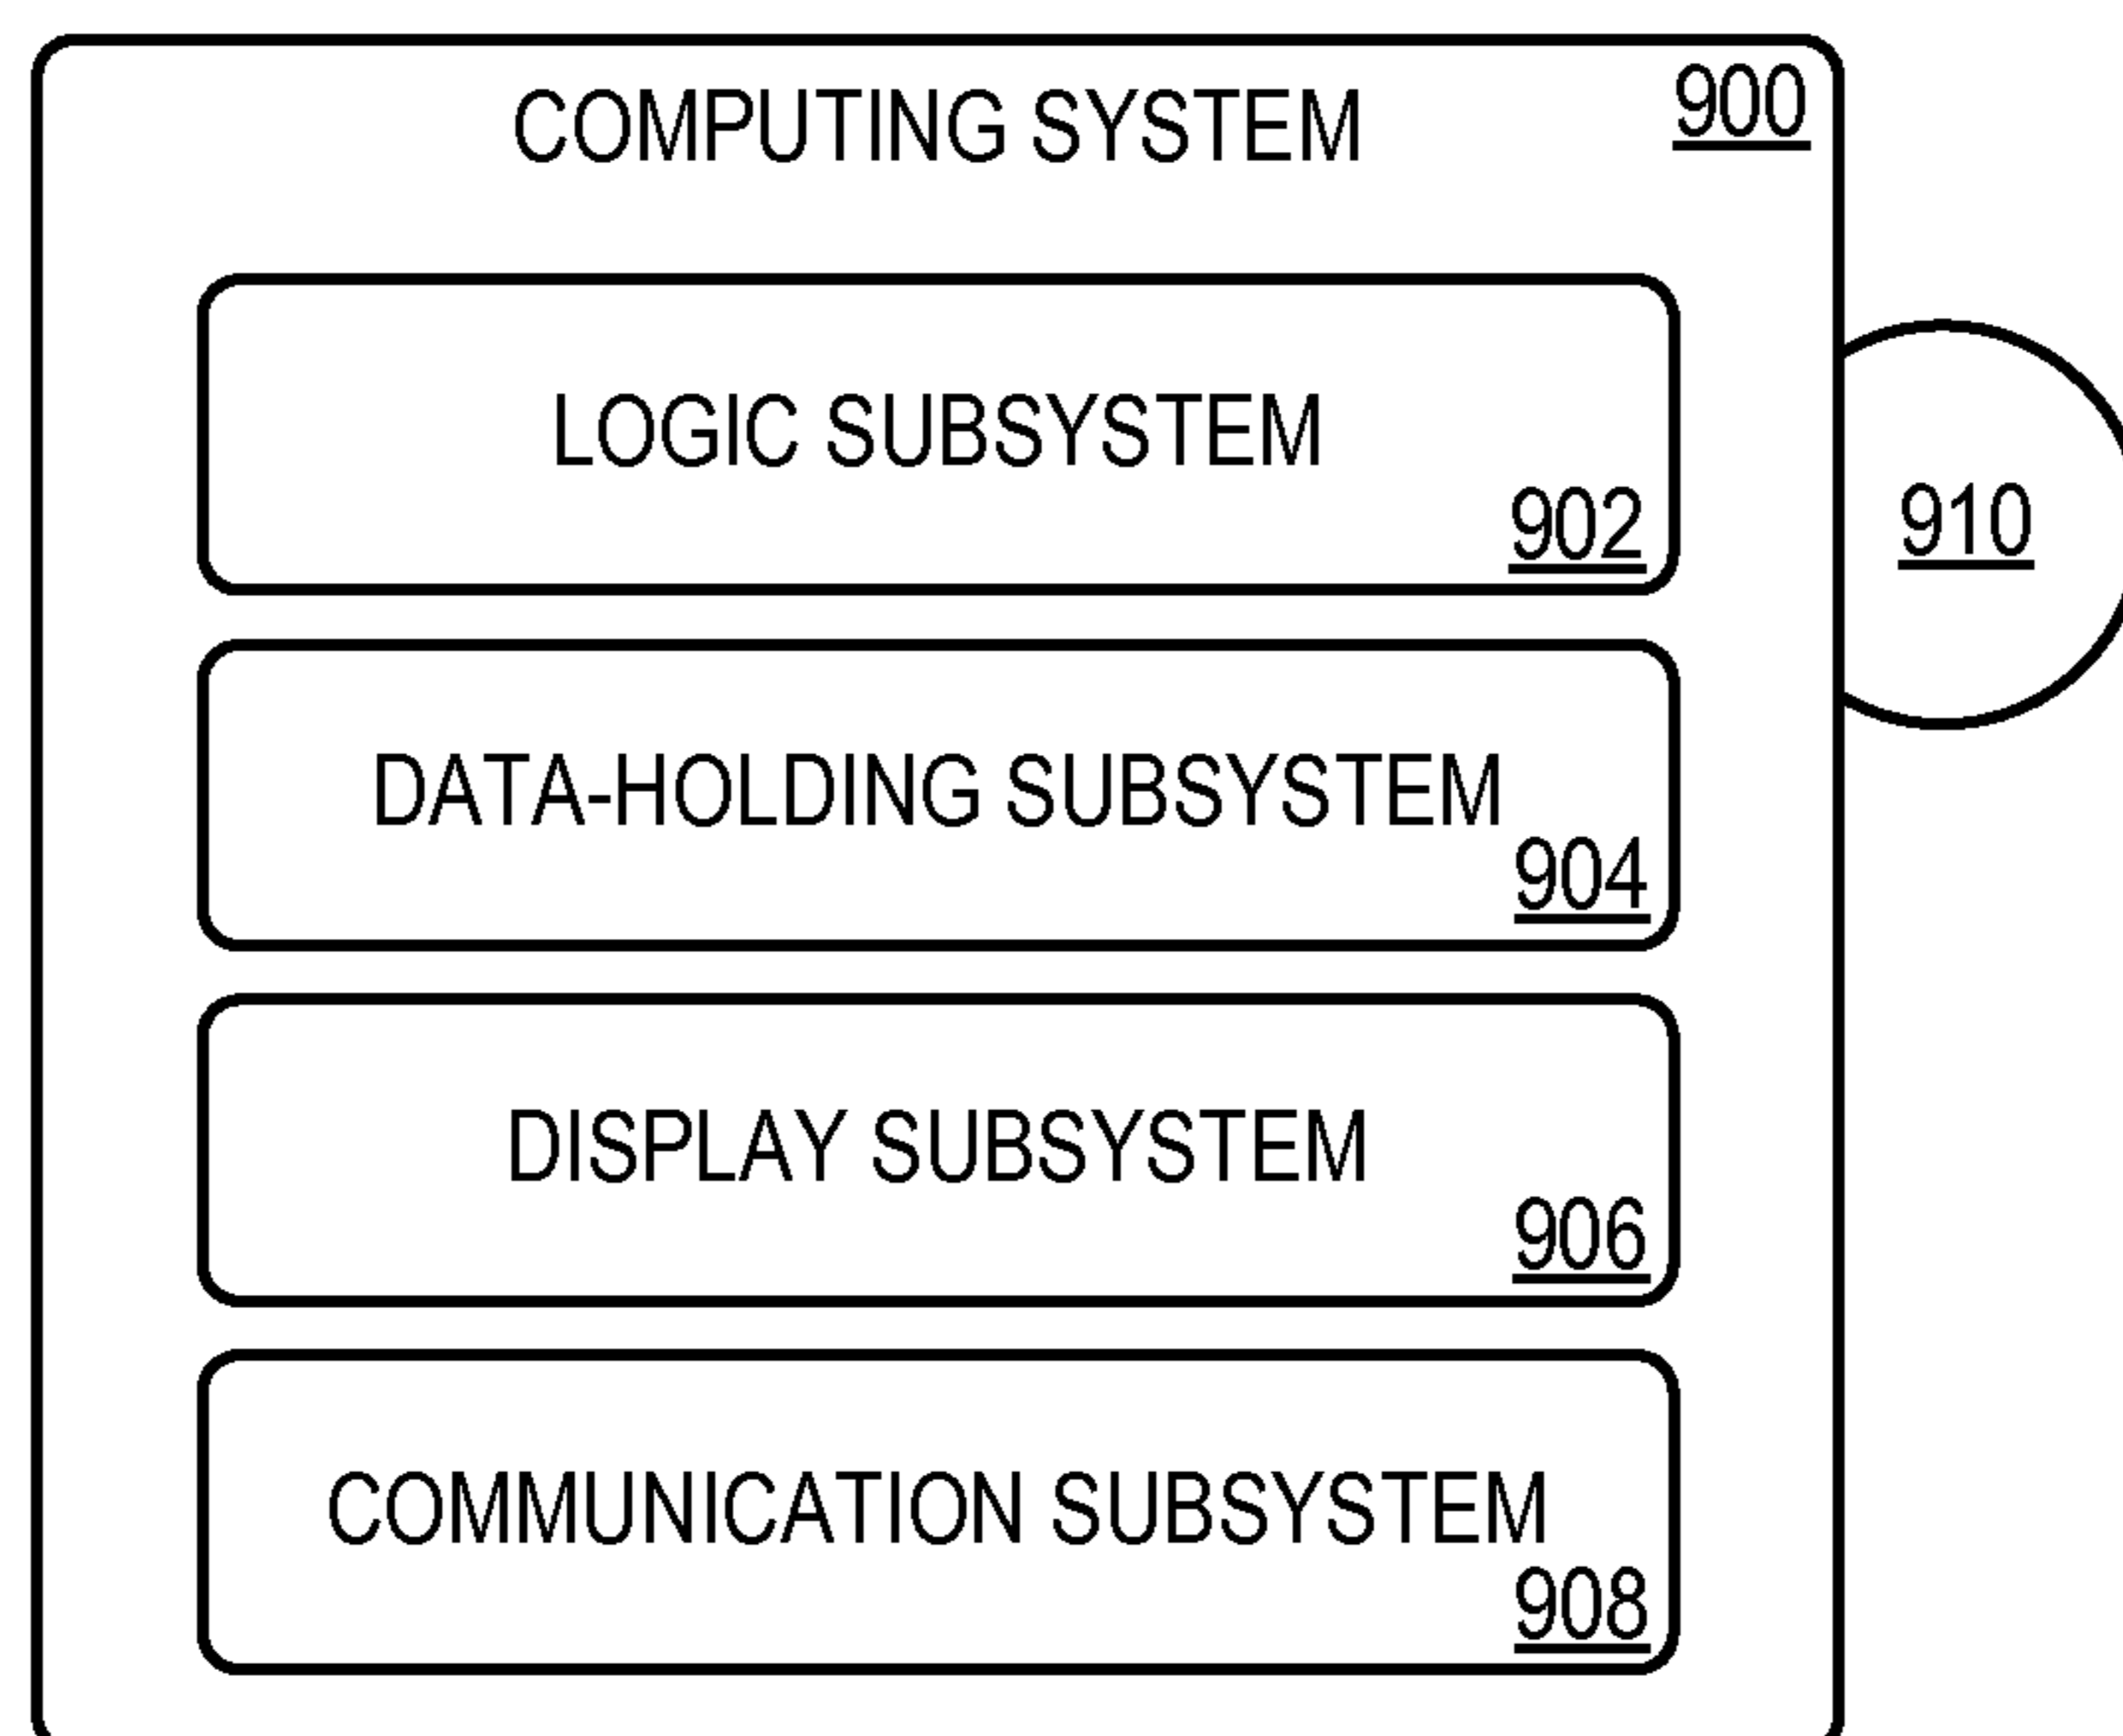 COMPUTING SYSTEM
900
LOGIC SUBSYSTEM
902
910
DATA-HOLDING SUBSYSTEM
904
DISPLAY SUBSYSTEM
906
COMMUNICATION SUBSYSTEM
908